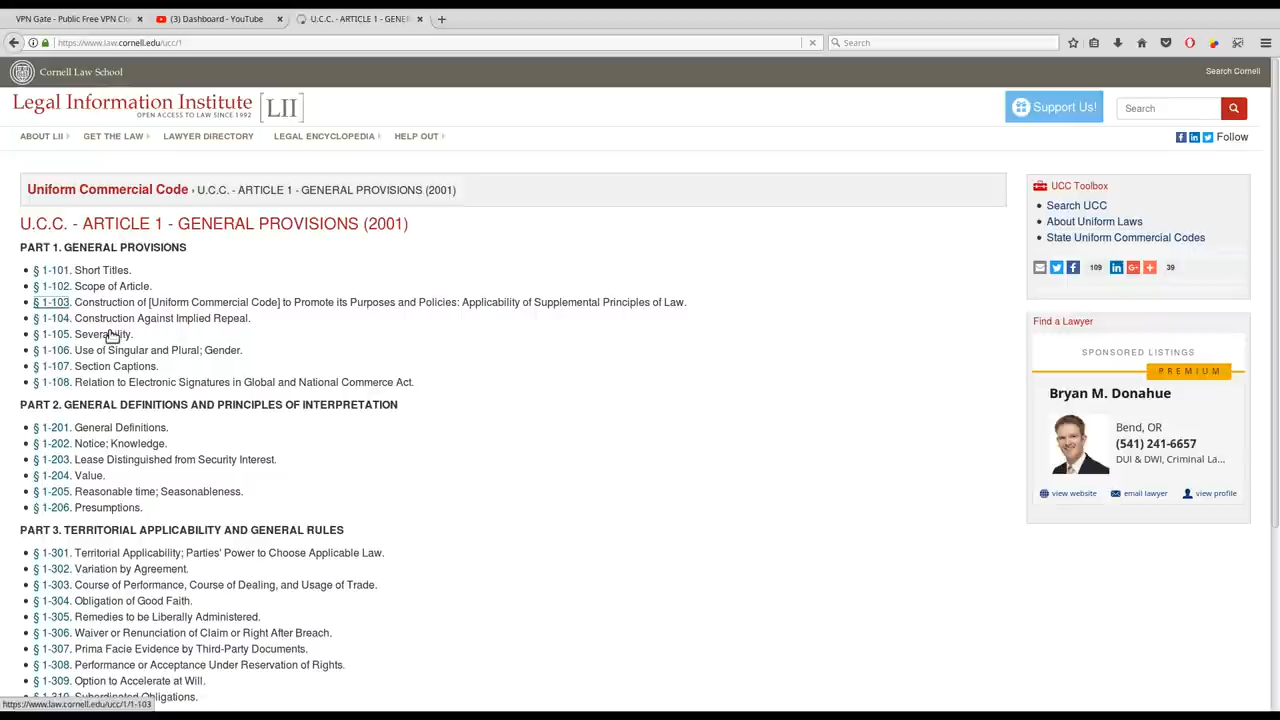 VPN Gate - Public Free VPN Clo
(3) Dashboard - YouTube
U.C.C. - ARTICLE 1 - GENER
https://www.law.cornell.edu/ucc/1
Search
Cornell Law School
Search Cornell
Legal Information Institute [LII]
OPEN ACCESS TO LAW SINCE 1992
Support Us!
Search
ABOUT LII
GET THE LAW
LAWYER DIRECTORY
LEGAL ENCYCLOPEDIA
HELP OUT
Follow
Uniform Commercial Code › U.C.C. - ARTICLE 1 - GENERAL PROVISIONS (2001)
U.C.C. - ARTICLE 1 - GENERAL PROVISIONS (2001)
PART 1. GENERAL PROVISIONS
§ 1-101. Short Titles.
§ 1-102. Scope of Article.
§ 1-103. Construction of [Uniform Commercial Code] to Promote its Purposes and Policies: Applicability of Supplemental Principles of Law.
§ 1-104. Construction Against Implied Repeal.
§ 1-105. Severability.
§ 1-106. Use of Singular and Plural; Gender.
§ 1-107. Section Captions.
§ 1-108. Relation to Electronic Signatures in Global and National Commerce Act.
PART 2. GENERAL DEFINITIONS AND PRINCIPLES OF INTERPRETATION
§ 1-201. General Definitions.
§ 1-202. Notice; Knowledge.
§ 1-203. Lease Distinguished from Security Interest.
§ 1-204. Value.
§ 1-205. Reasonable time; Seasonableness.
§ 1-206. Presumptions.
PART 3. TERRITORIAL APPLICABILITY AND GENERAL RULES
§ 1-301. Territorial Applicability; Parties' Power to Choose Applicable Law.
§ 1-302. Variation by Agreement.
§ 1-303. Course of Performance, Course of Dealing, and Usage of Trade.
§ 1-304. Obligation of Good Faith.
§ 1-305. Remedies to be Liberally Administered.
§ 1-306. Waiver or Renunciation of Claim or Right After Breach.
§ 1-307. Prima Facie Evidence by Third-Party Documents.
§ 1-308. Performance or Acceptance Under Reservation of Rights.
§ 1-309. Option to Accelerate at Will.
§ 1-310. Subordinated Obligations.
https://www.law.cornell.edu/ucc/1/1-103
UCC Toolbox
Search UCC
About Uniform Laws
State Uniform Commercial Codes
109
39
Find a Lawyer
SPONSORED LISTINGS
PREMIUM
Bryan M. Donahue
Bend, OR
(541) 241-6657
DUI & DWI, Criminal La...
view website
email lawyer
view profile